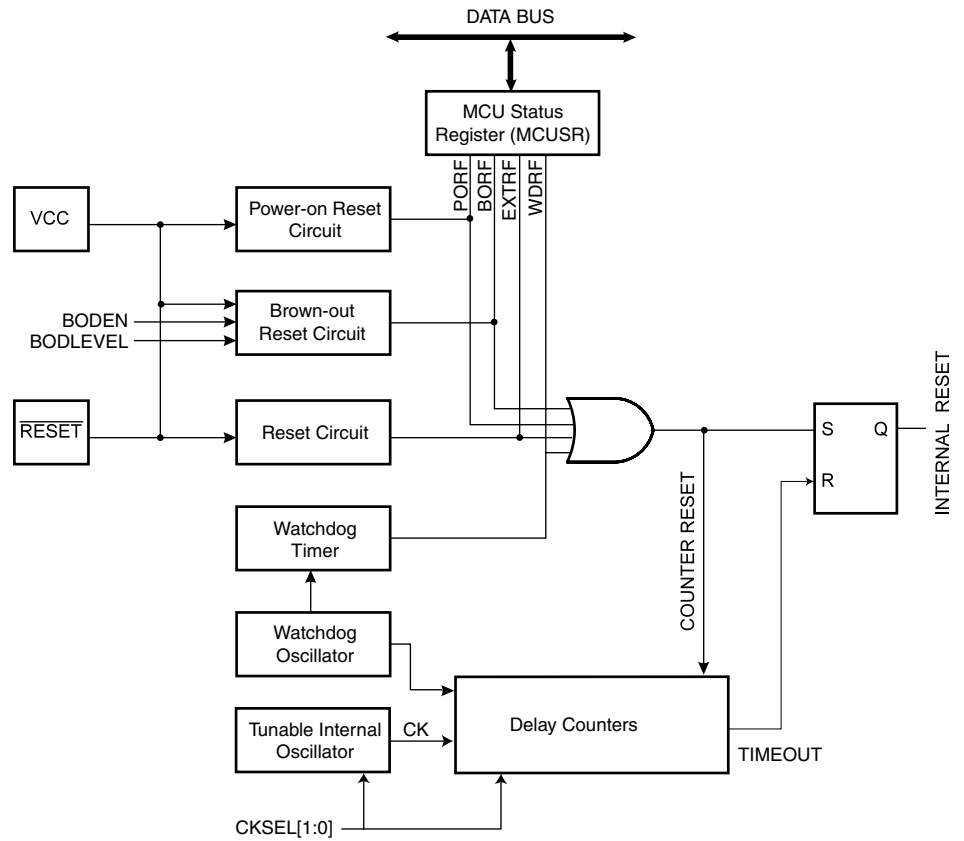 DATA BUS
MCU Status
Register (MCUSR)
PORF
BORF
EXTRF
WDRF
VCC
Power-on Reset
Circuit
BODEN
BODLEVEL
Brown-out
Reset Circuit
RESET
Reset Circuit
S
Q
R
INTERNAL RESET
COUNTER RESET
Watchdog
Timer
Watchdog
Oscillator
Tunable Internal
Oscillator
CK
Delay Counters
TIMEOUT
CKSEL[1:0]